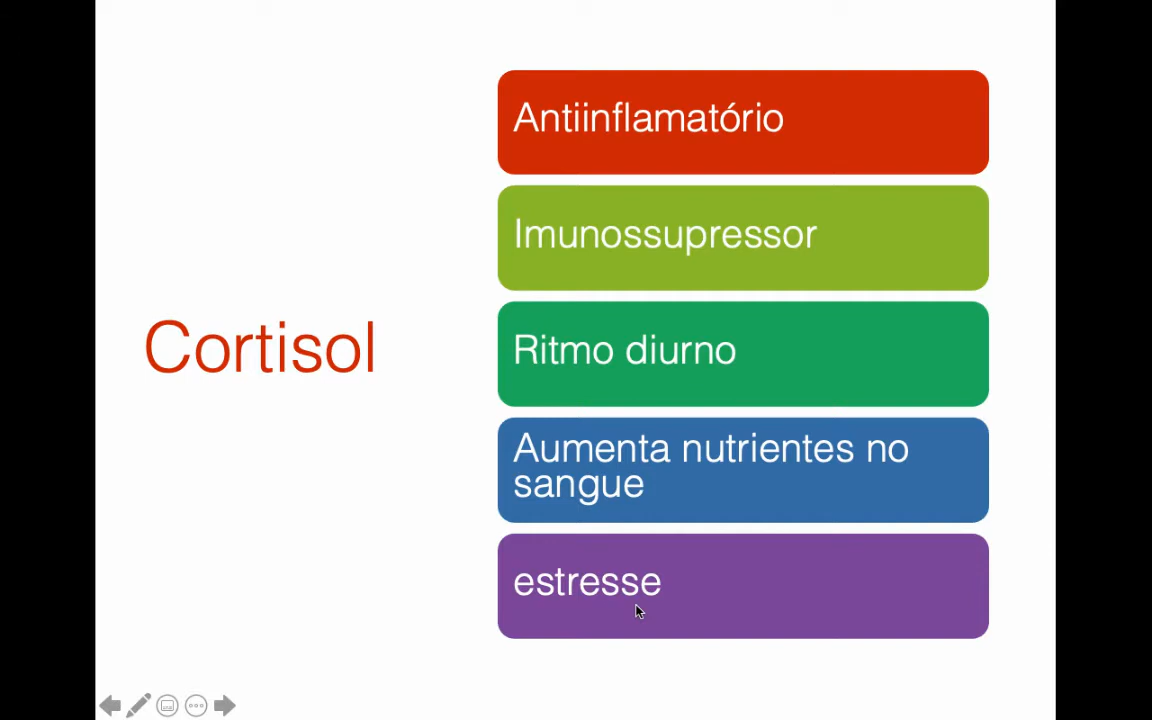 Cortisol
Antiinflamatório
Imunossupressor
Ritmo diurno
Aumenta nutrientes no
sangue
estresse